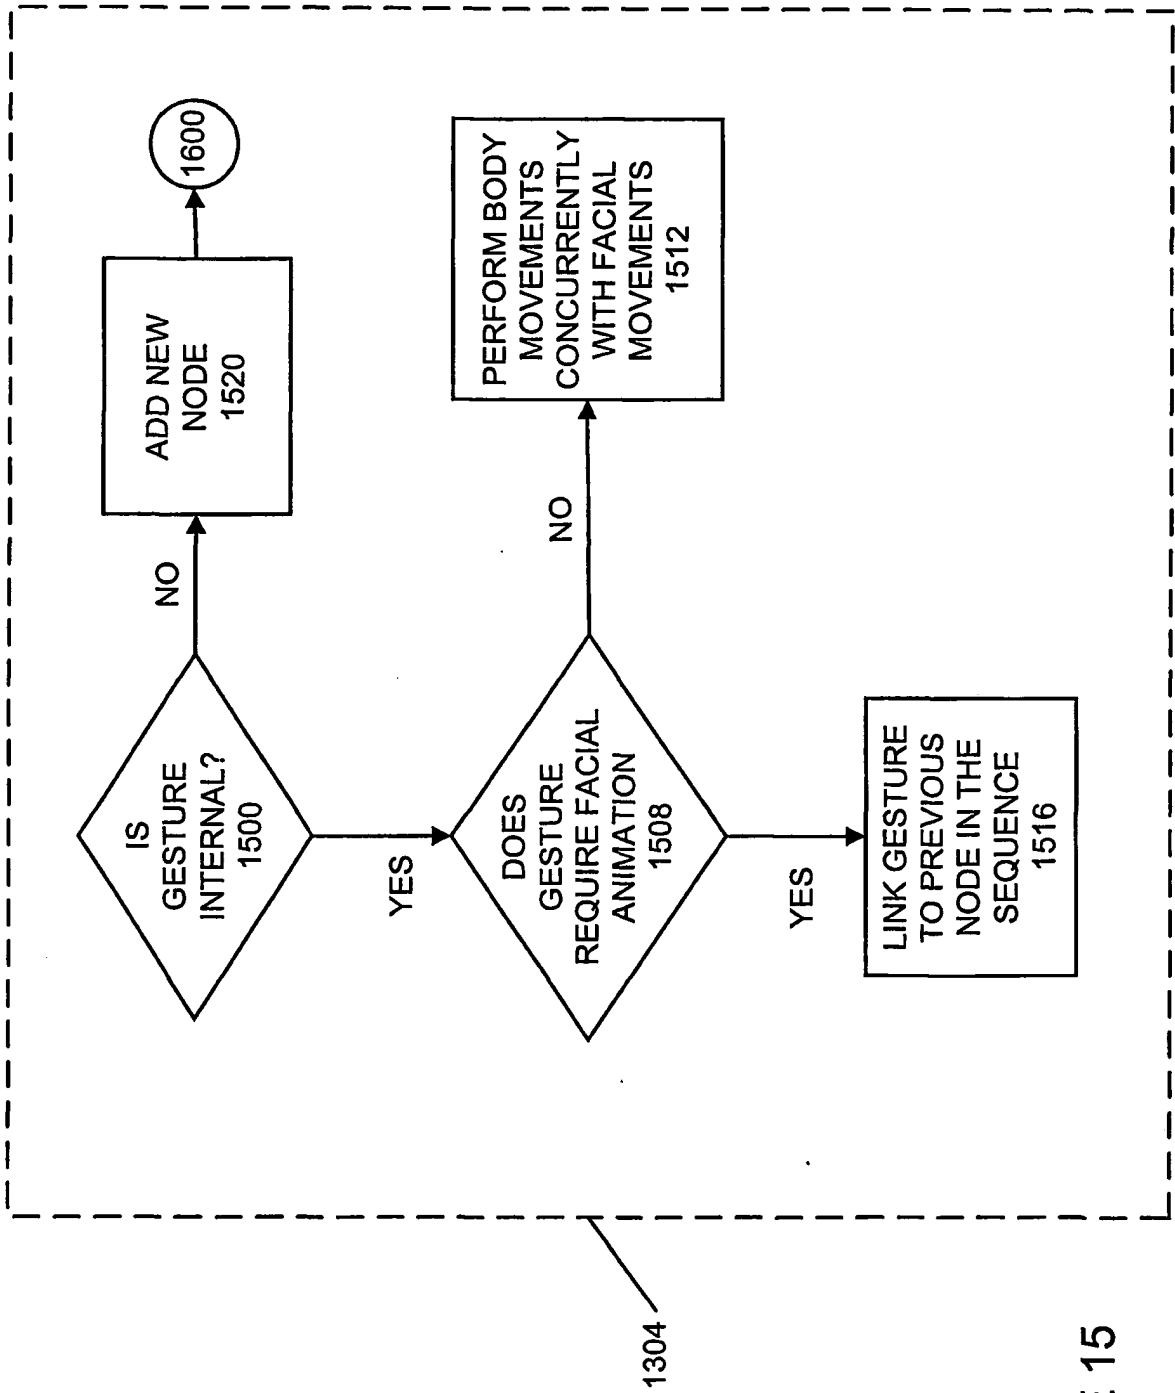 IS
GESTURE
INTERNAL?
1500
NO
ADD NEW
NODE
1520
1600
YES
DOES
GESTURE
REQUIRE FACIAL
ANIMATION
1508
NO
PERFORM BODY
MOVEMENTS
CONCURRENTLY
WITH FACIAL
MOVEMENTS
1512
YES
LINK GESTURE
TO PREVIOUS
NODE IN THE
SEQUENCE
1516
1304
15